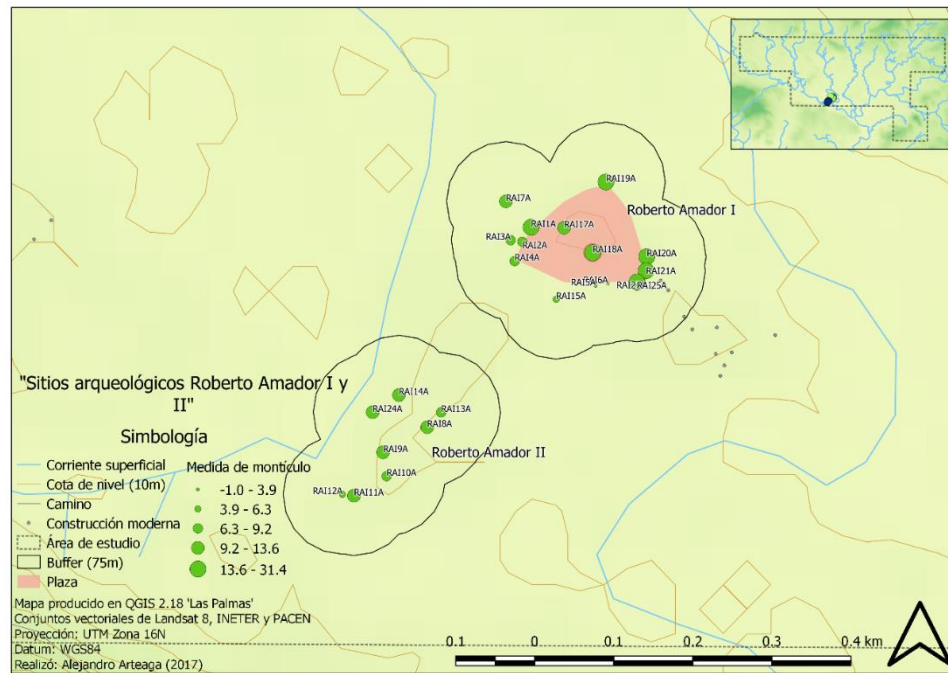 RAI19A
RAI7A
Roberto Amador I
RAI1A
RAI17A
RAI3A
RAI2A
RAI18A
RAI4A
RAI20A
RAI21A
RAI5A
RAI6A
RAI25A
RAI15A
"Sitios arqueológicos Roberto Amador I y
II"
RAI14A
RAI24A
RAI13A
RAI8A
RAI9A
Roberto Amador II
RAI10A
RAI12A
RAI11A
Simbología
Corriente superficial
Cota de nivel (10m)
Camino
Construcción moderna
Área de estudio
Buffer (75m)
Plaza
Medida de montículo
-1.0 - 3.9
3.9 - 6.3
6.3 - 9.2
9.2 - 13.6
13.6 - 31.4
Mapa producido en QGIS 2.18 'Las Palmas'
Conjuntos vectoriales de Landsat 8, INETER y PACEN
Proyección: UTM Zona 16N
Datum: WGS84
Realizó: Alejandro Arteaga (2017)
0.1 0 0.1 0.2 0.3 0.4 km